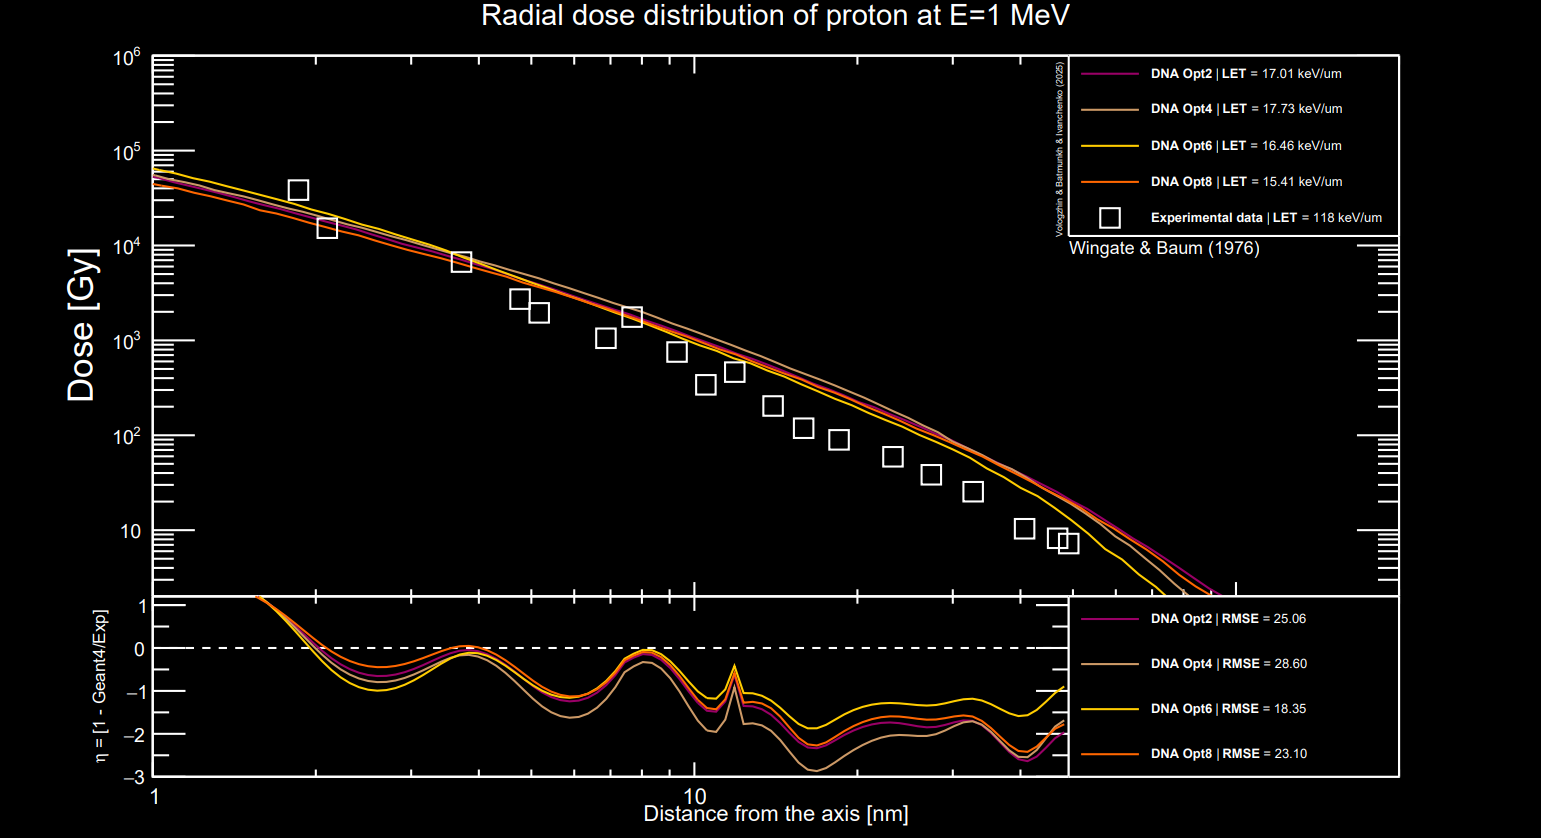 Radial dose distribution of proton at E=1 MeV
Dose [Gy]
10⁶
10⁵
10⁴
10³
10²
10
Vologzhin & Batmunkh & Ivanchenko (2025)
DNA Opt2 | LET = 17.01 keV/um
DNA Opt4 | LET = 17.73 keV/um
DNA Opt6 | LET = 16.46 keV/um
DNA Opt8 | LET = 15.41 keV/um
Experimental data | LET = 118 keV/um
Wingate & Baum (1976)
η = [1 - Geant4/Exp]
1
0
−1
−2
−3
DNA Opt2 | RMSE = 25.06
DNA Opt4 | RMSE = 28.60
DNA Opt6 | RMSE = 18.35
DNA Opt8 | RMSE = 23.10
1 10
Distance from the axis [nm]